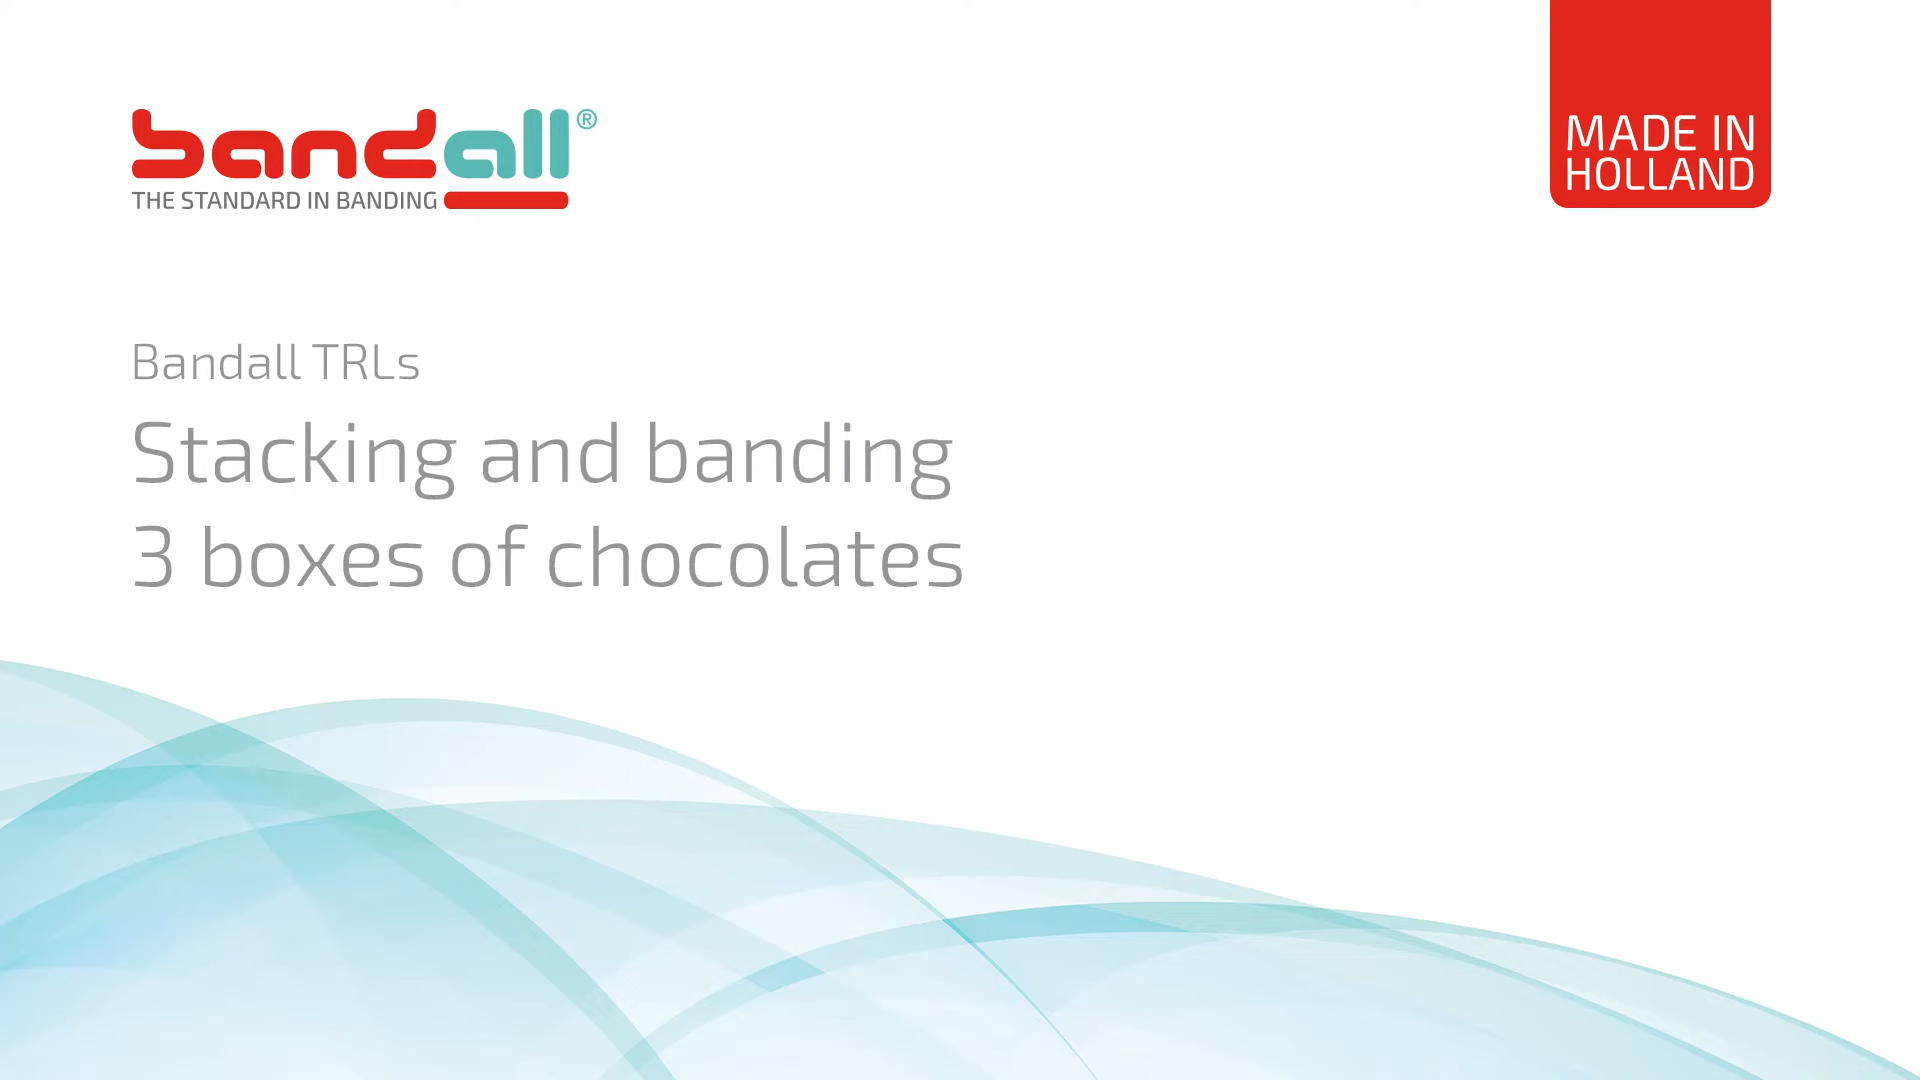 bandall®
THE STANDARD IN BANDING
MADE IN
HOLLAND
Bandall TRLs
Stacking and banding
3 boxes of chocolates